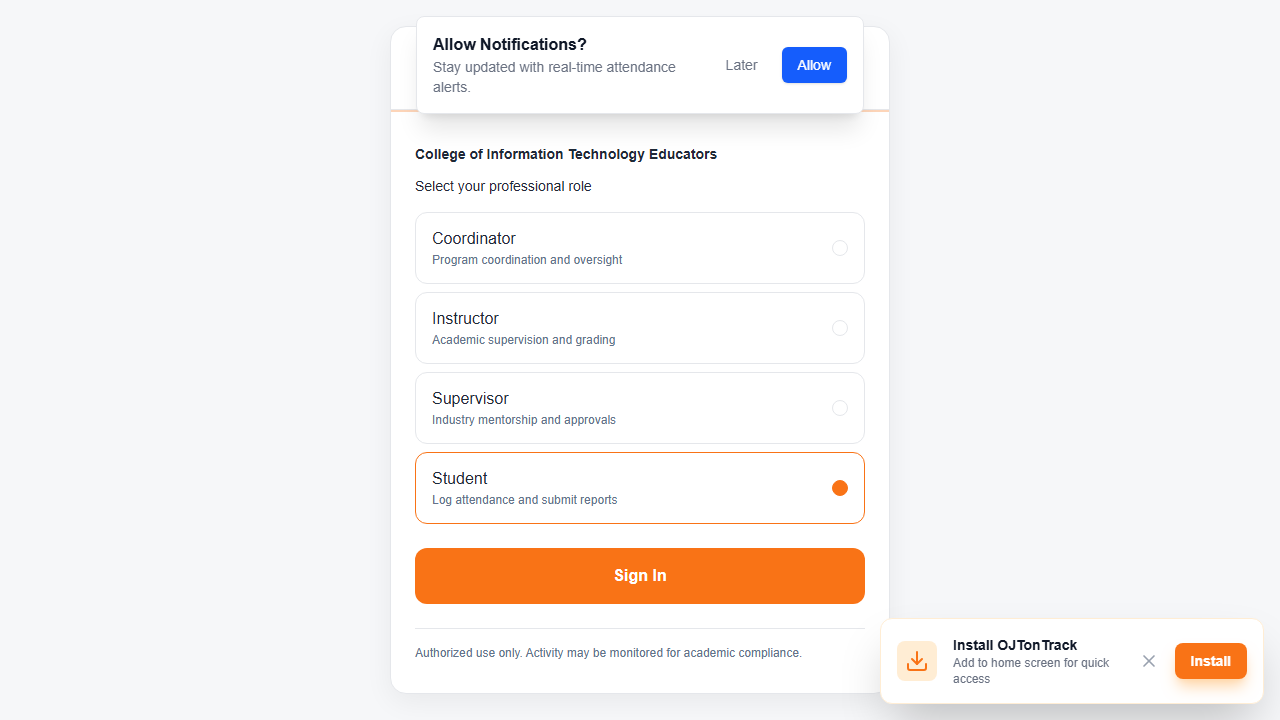 Allow Notifications?
Stay updated with real-time attendance
alerts.
Later
Allow
College of Information Technology Educators
Select your professional role
Coordinator
Program coordination and oversight
Instructor
Academic supervision and grading
Supervisor
Industry mentorship and approvals
Student
Log attendance and submit reports
Sign In
Authorized use only. Activity may be monitored for academic compliance.
Install OJTonTrack
Add to home screen for quick
access
Install